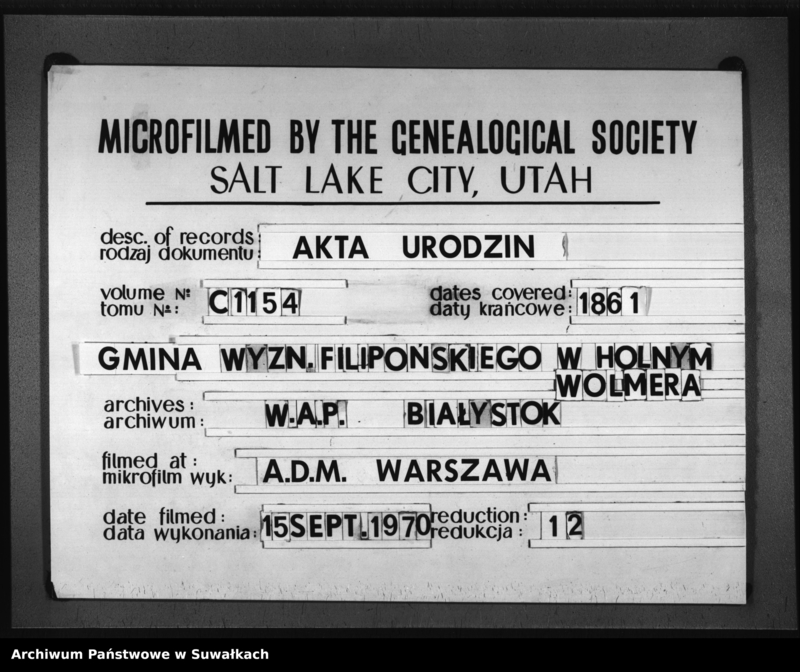 MICROFILMED BY THE GENEALOGICAL SOCIETY
SALT LAKE CITY, UTAH
desc. of records: AKTA URODZIN
rodzaj dokumentu:
volume № C1154 dates covered: 1861
tomu №: daty krańcowe:
GMINA WYZN. FILIPOŃSKIEGO W HOLNYM
WOLMERA
archives: W.A.P. BIAŁYSTOK
archiwum:
filmed at: A.D.M. WARSZAWA
mikrofilm wyk:
date filmed: 15 SEPT. 1970 reduction: 12
data wykonania: redukcja:
Archiwum Państwowe w Suwałkach